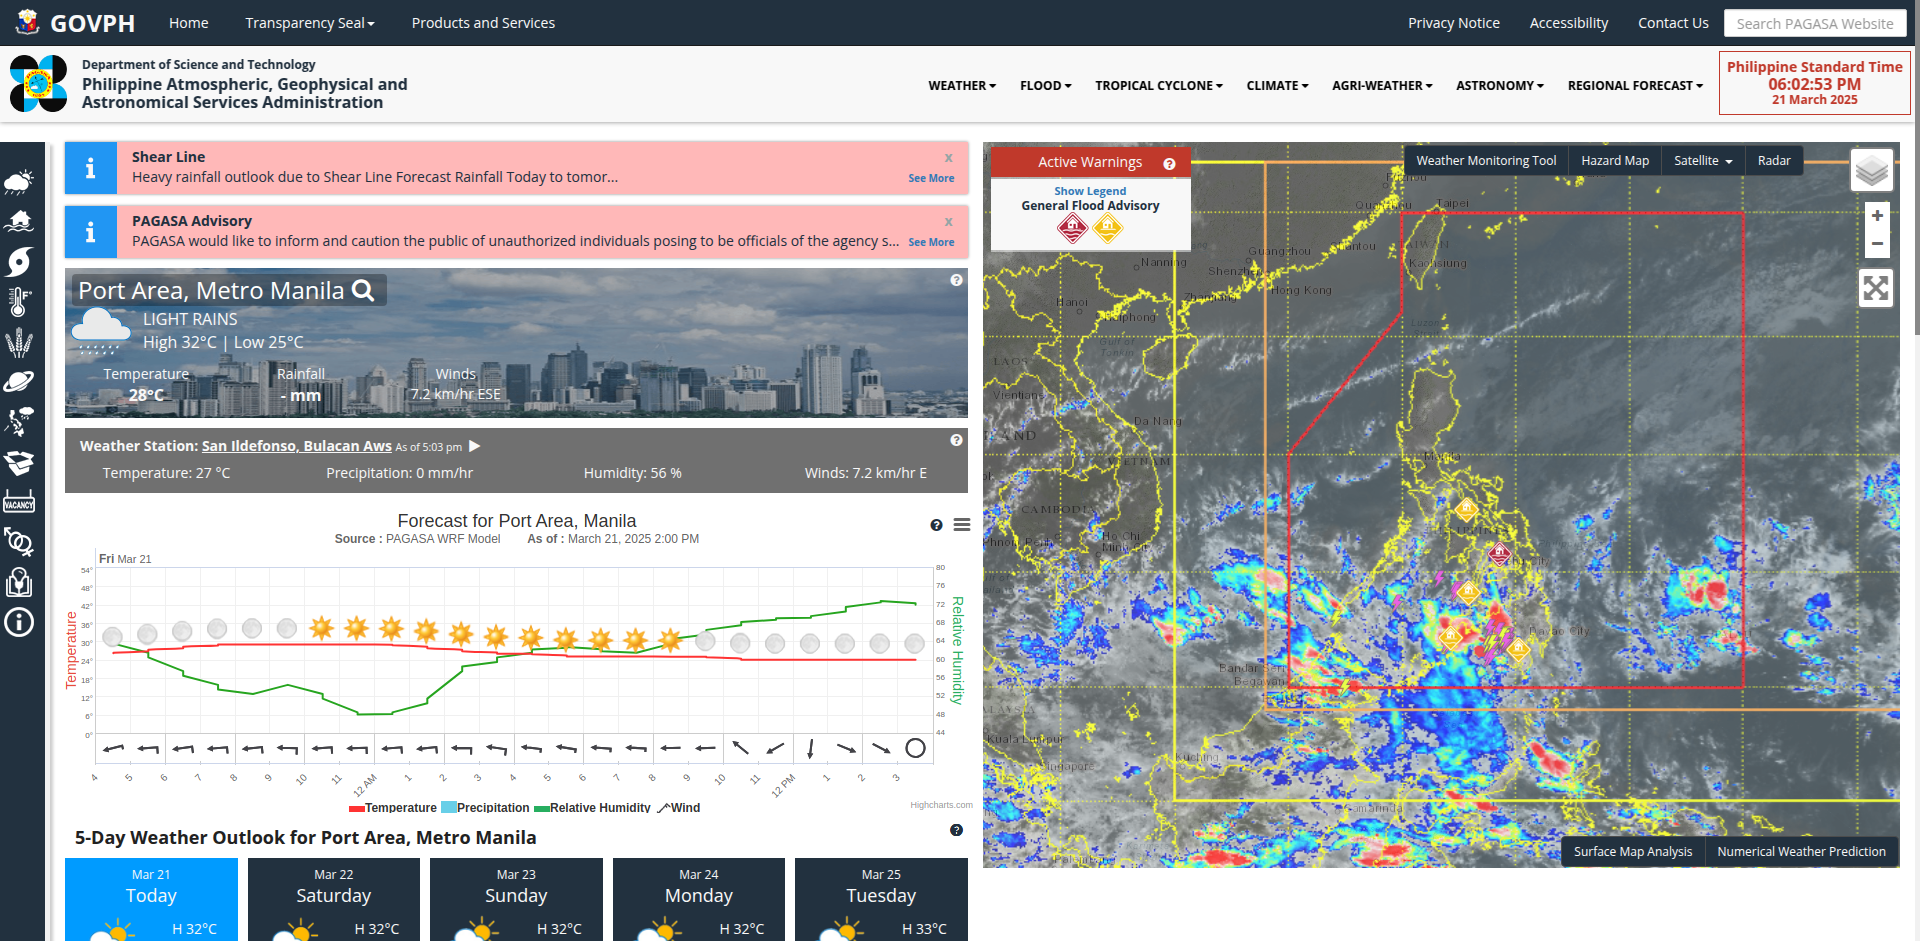 GOVPH
Home
Transparency Seal
Products and Services
Privacy Notice
Accessibility
Contact Us
Search PAGASA Website
Department of Science and Technology
Philippine Atmospheric, Geophysical and
Astronomical Services Administration
WEATHER
FLOOD
TROPICAL CYCLONE
CLIMATE
AGRI-WEATHER
ASTRONOMY
REGIONAL FORECAST
Philippine Standard Time
06:02:53 PM
21 March 2025
VACANCY
Shear Line
x
Heavy rainfall outlook due to Shear Line Forecast Rainfall Today to tomor...
See More
PAGASA Advisory
x
PAGASA would like to inform and caution the public of unauthorized individuals posing to be officials of the agency s...
See More
Port Area, Metro Manila
LIGHT RAINS
High 32°C | Low 25°C
Temperature
28°C
Rainfall
- mm
Winds
7.2 km/hr ESE
Weather Station: San Ildefonso, Bulacan Aws As of 5:03 pm
Temperature: 27 °C
Precipitation: 0 mm/hr
Humidity: 56 %
Winds: 7.2 km/hr E
Forecast for Port Area, Manila
Source : PAGASA WRF Model As of : March 21, 2025 2:00 PM
Fri Mar 21
Temperature
54°
48°
42°
36°
30°
24°
18°
12°
6°
0°
80
76
72
68
64
60
56
52
48
44
Relative Humidity
4 5 6 7 8 9 10 11 12 AM 1 2 3 4 5 6 7 8 9 10 11 12 PM 1 2 3
Temperature Precipitation Relative Humidity Wind
Highcharts.com
5-Day Weather Outlook for Port Area, Metro Manila
Mar 21
Today
H 32°C
Mar 22
Saturday
H 32°C
Mar 23
Sunday
H 32°C
Mar 24
Monday
H 32°C
Mar 25
Tuesday
H 33°C
Active Warnings
Show Legend
General Flood Advisory
Weather Monitoring Tool
Hazard Map
Satellite
Radar
+
−
Taipei
TAIWAN
Kaohsiung
Guangzhou
Shantou
Shenzhen
Hong Kong
Nanning
Zhanjiang
Hanoi
Haiphong
Gulf of
Tonkin
LAOS
Vientiane
Luzon
Da Nang
VIETNAM
CAMBODIA
Ho Chi
Manila
Davao City
Bandar Seri
Begawan
Kuala Lumpur
Singapore
Kuching
Samarinda
Surface Map Analysis
Numerical Weather Prediction